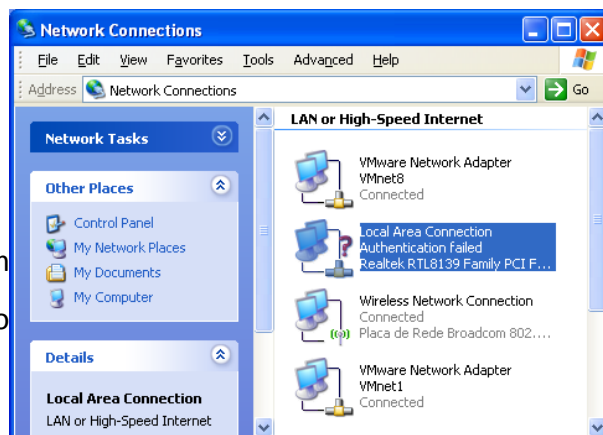 Network Connections
File Edit View Favorites Tools Advanced Help
Address Network Connections Go
Network Tasks
Other Places
Control Panel
My Network Places
My Documents
My Computer
Details
Local Area Connection
LAN or High-Speed Internet
LAN or High-Speed Internet
VMware Network Adapter
VMnet8
Connected
Local Area Connection
Authentication failed
Realtek RTL8139 Family PCI F...
Wireless Network Connection
Connected
Placa de Rede Broadcom 802....
VMware Network Adapter
VMnet1
Connected